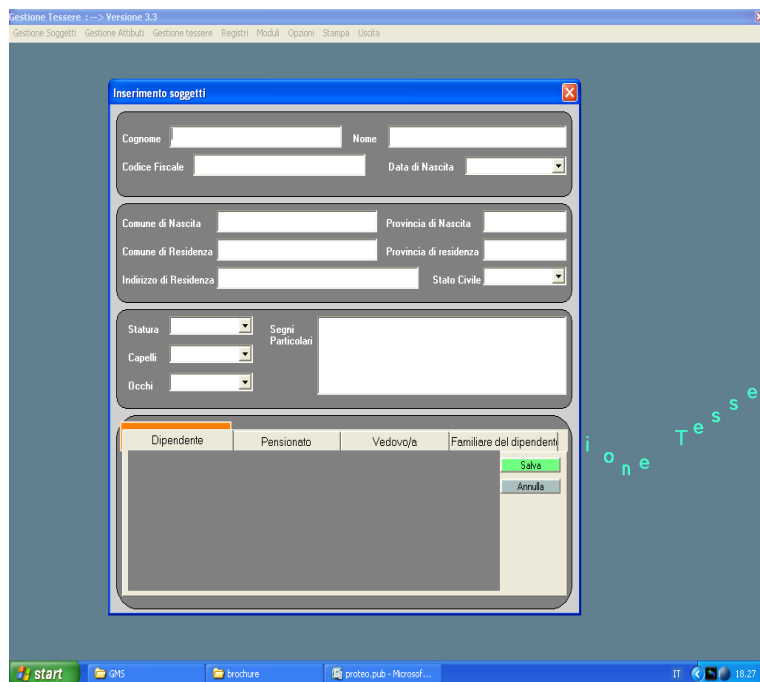 Gestione Tessere : --> Versione 3.3
Gestione Soggetti Gestione Attibuti Gestione tessere Registri Moduli Opzioni Stampa Uscita
Inserimento soggetti
Cognome Nome
Codice Fiscale Data di Nascita
Comune di Nascita Provincia di Nascita
Comune di Residenza Provincia di residenza
Indirizzo di Residenza Stato Civile
Statura Segni
Particolari
Capelli
Occhi
Dipendente Pensionato Vedovo/a Familiare del dipendent
Salva
Annulla
ione Tesse
start GMS brochure proteo.pub - Microsof... IT 18.27